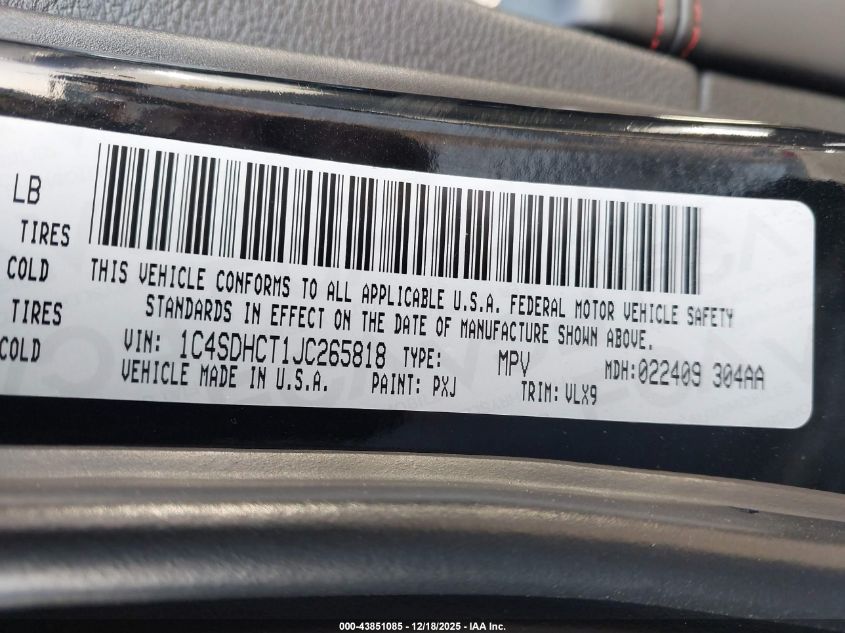 LB
TIRES
COLD
TIRES
COLD
THIS VEHICLE CONFORMS TO ALL APPLICABLE U.S.A. FEDERAL MOTOR VEHICLE SAFETY
STANDARDS IN EFFECT ON THE DATE OF MANUFACTURE SHOWN ABOVE.
VIN: 1C4SDHCT1JC265818 TYPE: MPV MDH:022409 304AA
VEHICLE MADE IN U.S.A. PAINT: PXJ TRIM: VLX9
000-43851085 - 12/18/2025 - IAA Inc.